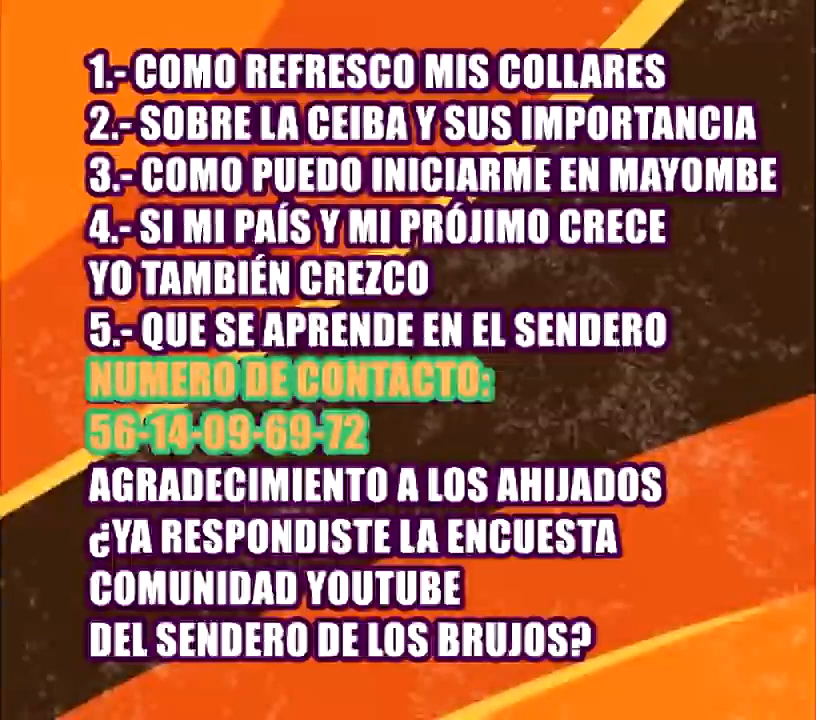 1.- COMO REFRESCO MIS COLLARES
2.- SOBRE LA CEIBA Y SUS IMPORTANCIA
3.- COMO PUEDO INICIARME EN MAYOMBE
4.- SI MI PAÍS Y MI PRÓJIMO CRECE
YO TAMBIÉN CREZCO
5.- QUE SE APRENDE EN EL SENDERO
NUMERO DE CONTACTO:
56-14-09-69-72
AGRADECIMIENTO A LOS AHIJADOS
¿YA RESPONDISTE LA ENCUESTA
COMUNIDAD YOUTUBE
DEL SENDERO DE LOS BRUJOS?